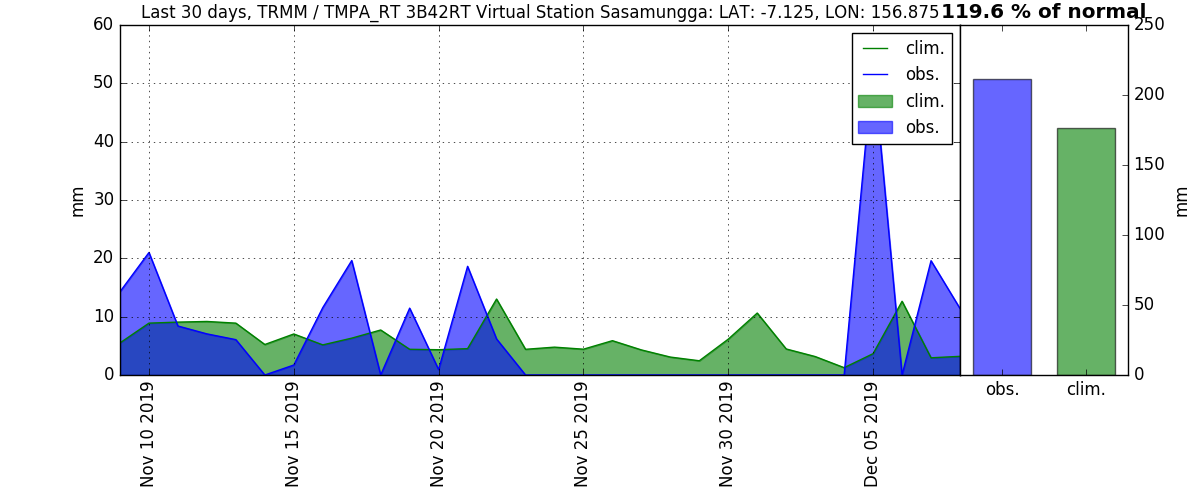 Last 30 days, TRMM / TMPA_RT 3B42RT Virtual Station Sasamungga: LAT: -7.125, LON: 156.875
119.6 % of normal
60
50
40
30
20
10
0
mm
clim.
obs.
clim.
obs.
Nov 10 2019
Nov 15 2019
Nov 20 2019
Nov 25 2019
Nov 30 2019
Dec 05 2019
250
200
150
100
50
0
mm
obs.
clim.